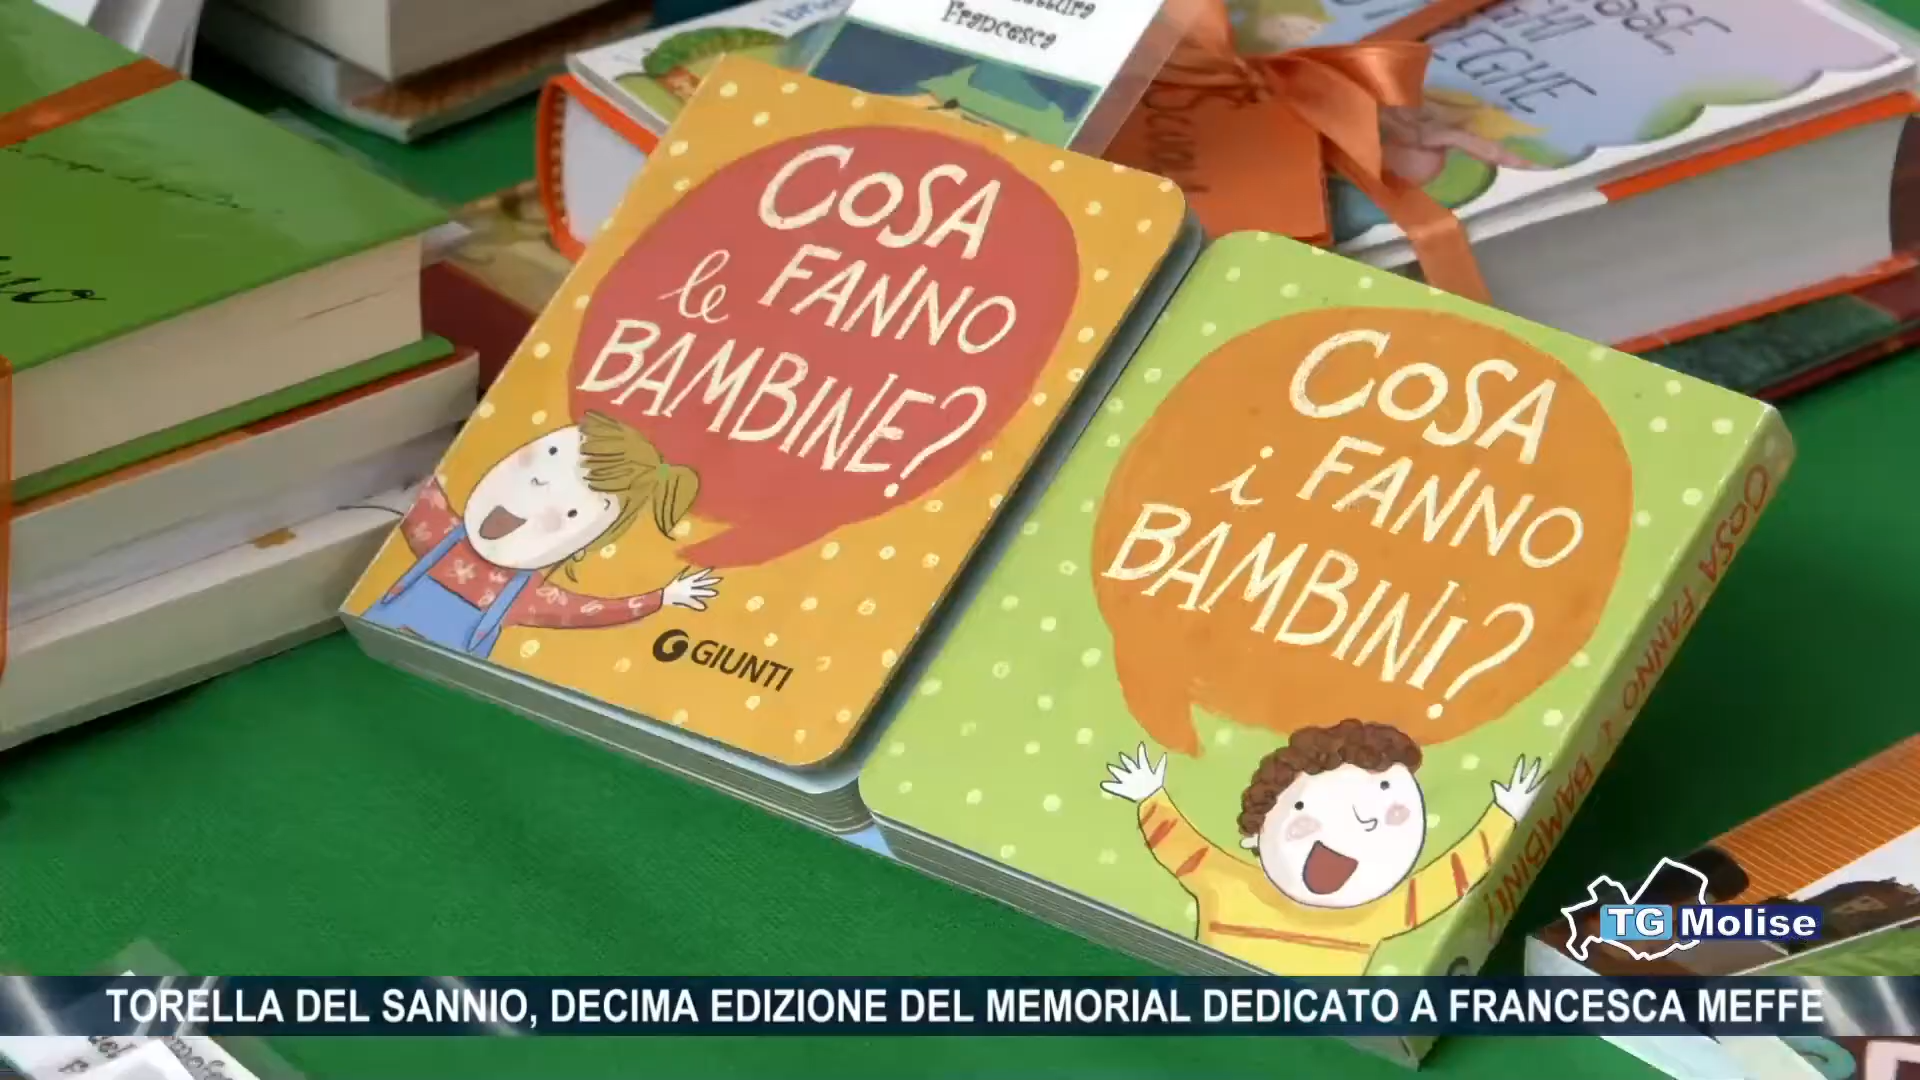 Francesca
COSA
le FANNO
BAMBINE?
GIUNTI
COSA
i FANNO
BAMBINI?
COSA FANNO I BAMBINI?
TG Molise
TORELLA DEL SANNIO, DECIMA EDIZIONE DEL MEMORIAL DEDICATO A FRANCESCA MEFFE